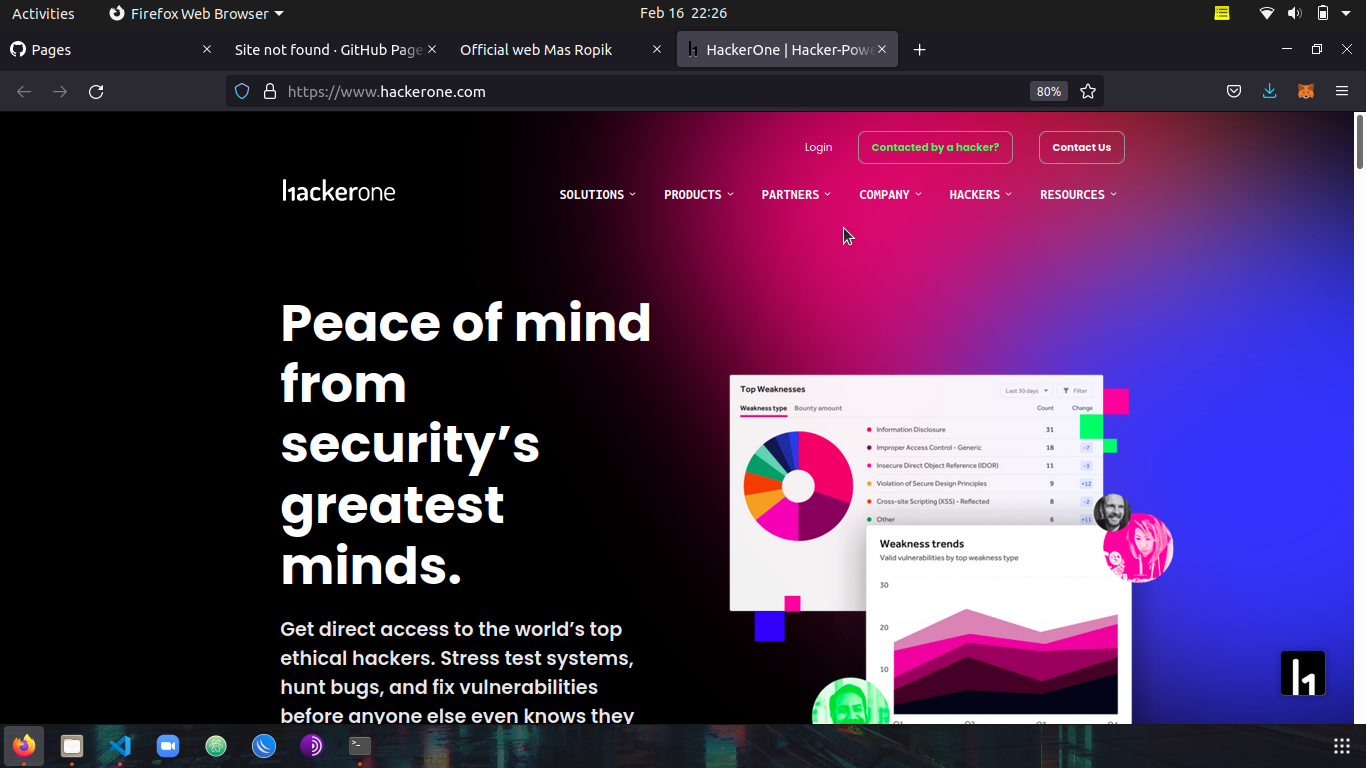 Activities
Firefox Web Browser
Feb 16 22:26
Pages
Site not found · GitHub Page
Official web Mas Ropik
HackerOne | Hacker-Powe
https://www.hackerone.com
80%
Login
Contacted by a hacker?
Contact Us
hackerone
SOLUTIONS
PRODUCTS
PARTNERS
COMPANY
HACKERS
RESOURCES
Peace of mind
from
security’s
greatest
minds.
Get direct access to the world’s top
ethical hackers. Stress test systems,
hunt bugs, and fix vulnerabilities
before anyone else even knows they
Top Weaknesses
Last 30 days
Filter
Weakness type
Bounty amount
Count
Change
Information Disclosure 31
Improper Access Control - Generic 18 -7
Insecure Direct Object Reference (IDOR) 11 -3
Violation of Secure Design Principles 9 +12
Cross-site Scripting (XSS) - Reflected 8 -2
Other 6 +11
Weakness trends
Valid vulnerabilities by top weakness type
30
20
10
h1